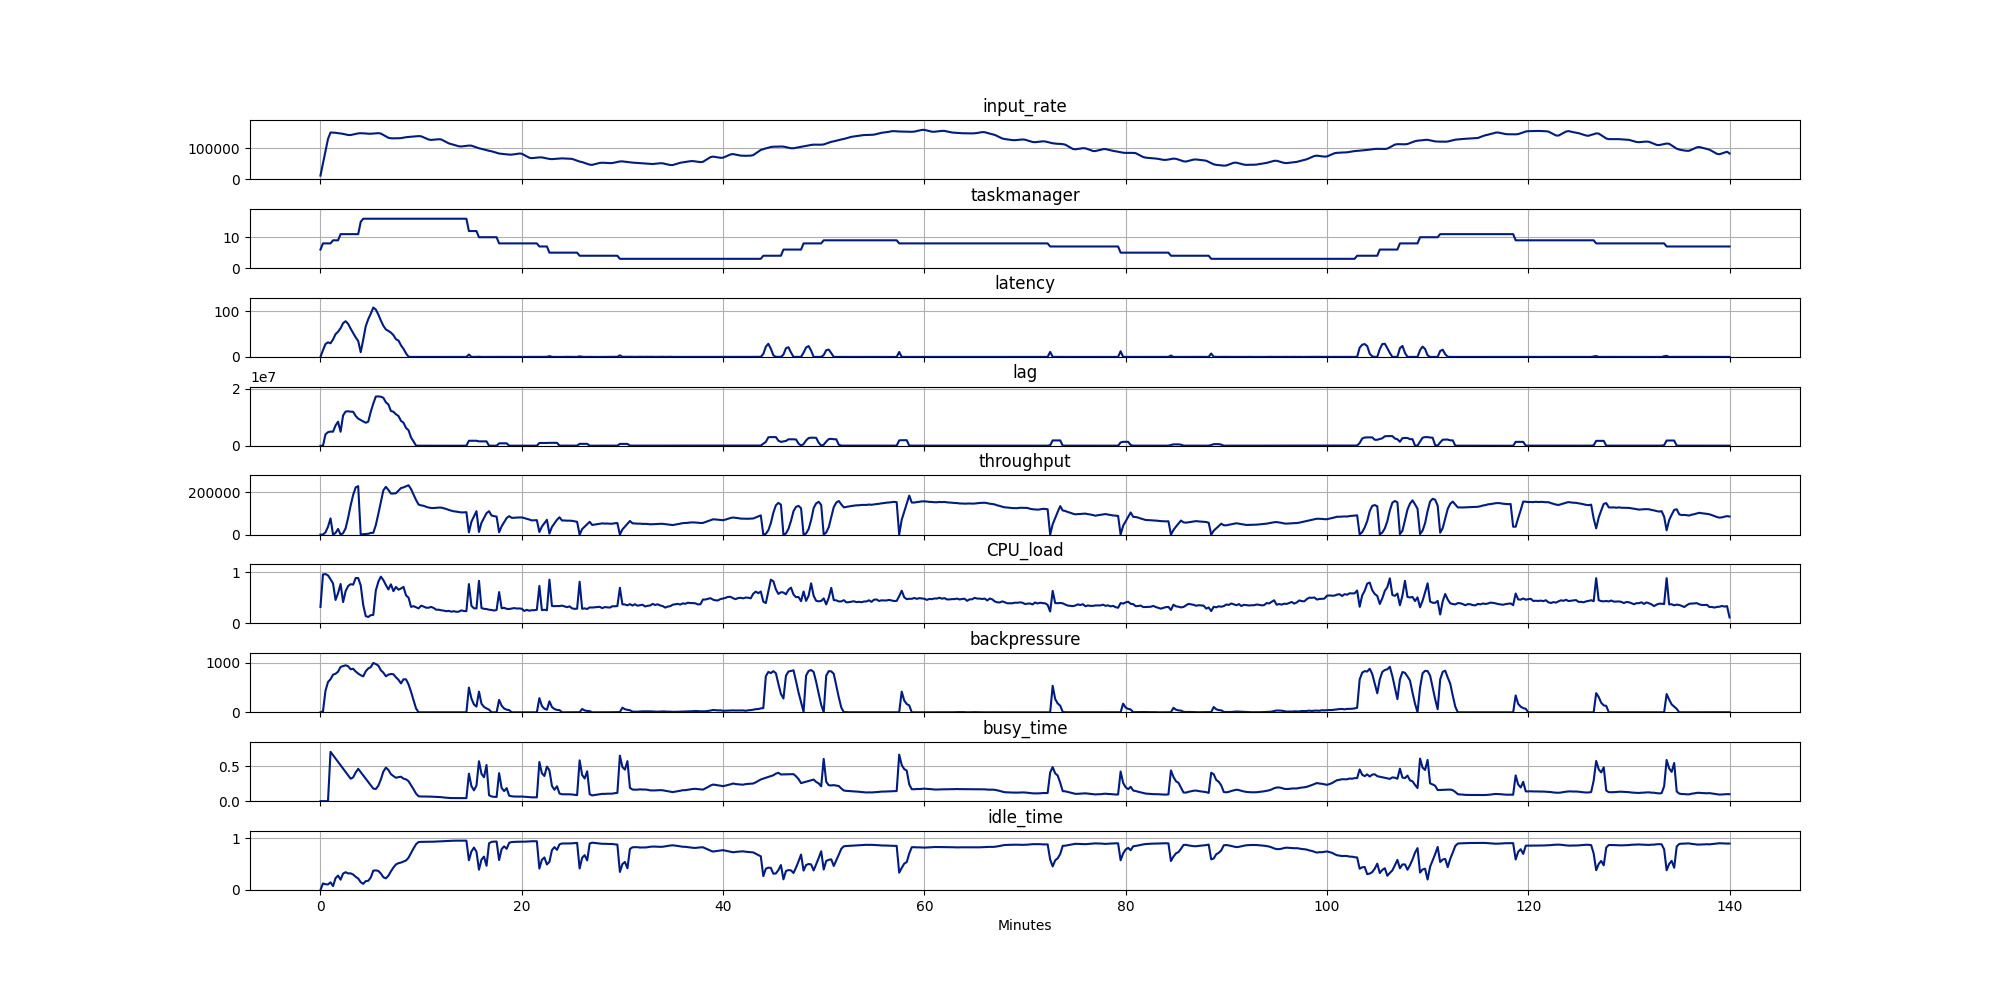 input_rate
100000
0
taskmanager
10
0
latency
100
0
1e7
lag
2
0
throughput
200000
0
CPU_load
1
0
backpressure
1000
0
busy_time
0.5
0.0
idle_time
1
0
0 20 40 60 80 100 120 140
Minutes